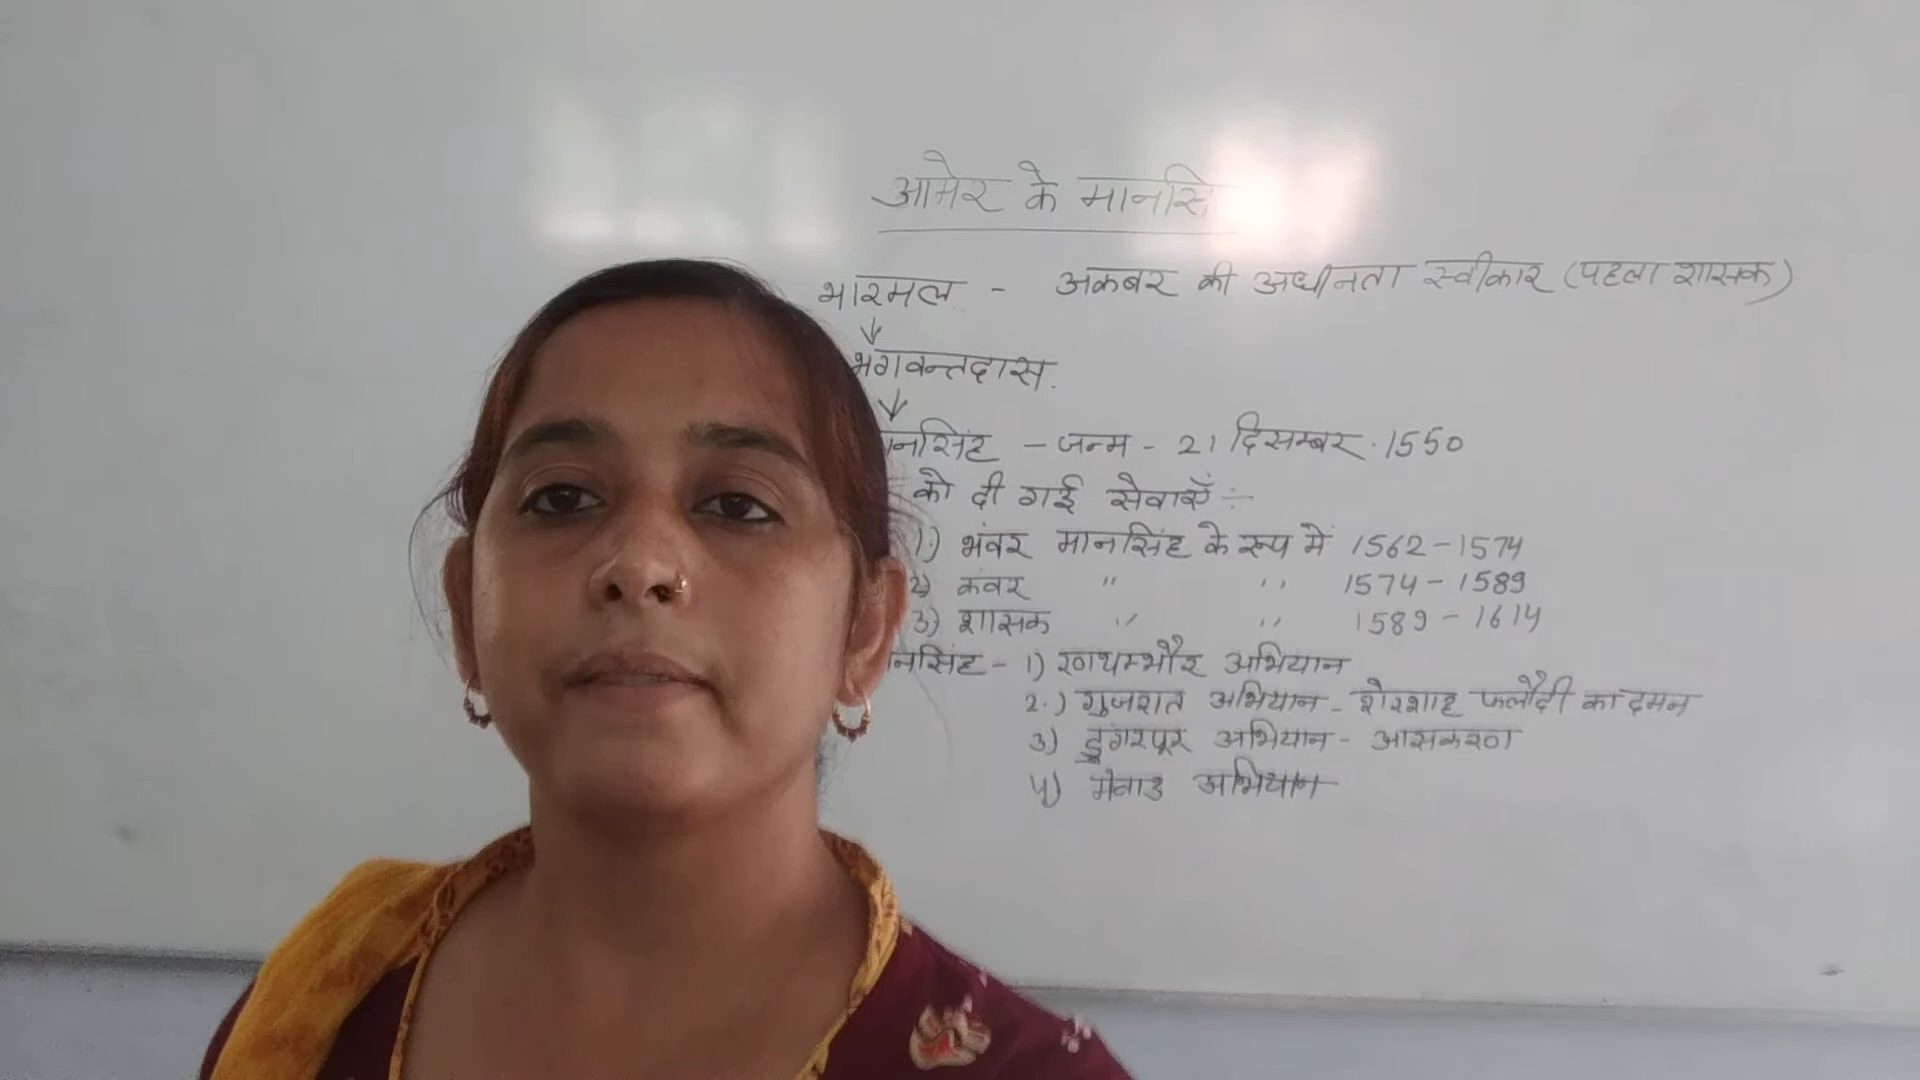 आमेर के मानसि
भारमल - अकबर की अधीनता स्वीकार (पहला शासक)
↓
भगवन्तदास.
↓
नसिंह - जन्म - 21 दिसम्बर. 1550
को दी गई सेवाएँ :-
1.) भंवर मानसिंह के रूप में 1562-1574
2) कवर " " 1574-1589
3) शासक " " 1589-1614
नसिंह - 1) रणथम्भौर अभियान
2.) गुजरात अभियान - शेरशाह फलौदी का दमन
3) डुंगरपूर अभियान - आसकरण
4) मेवाड अभियान